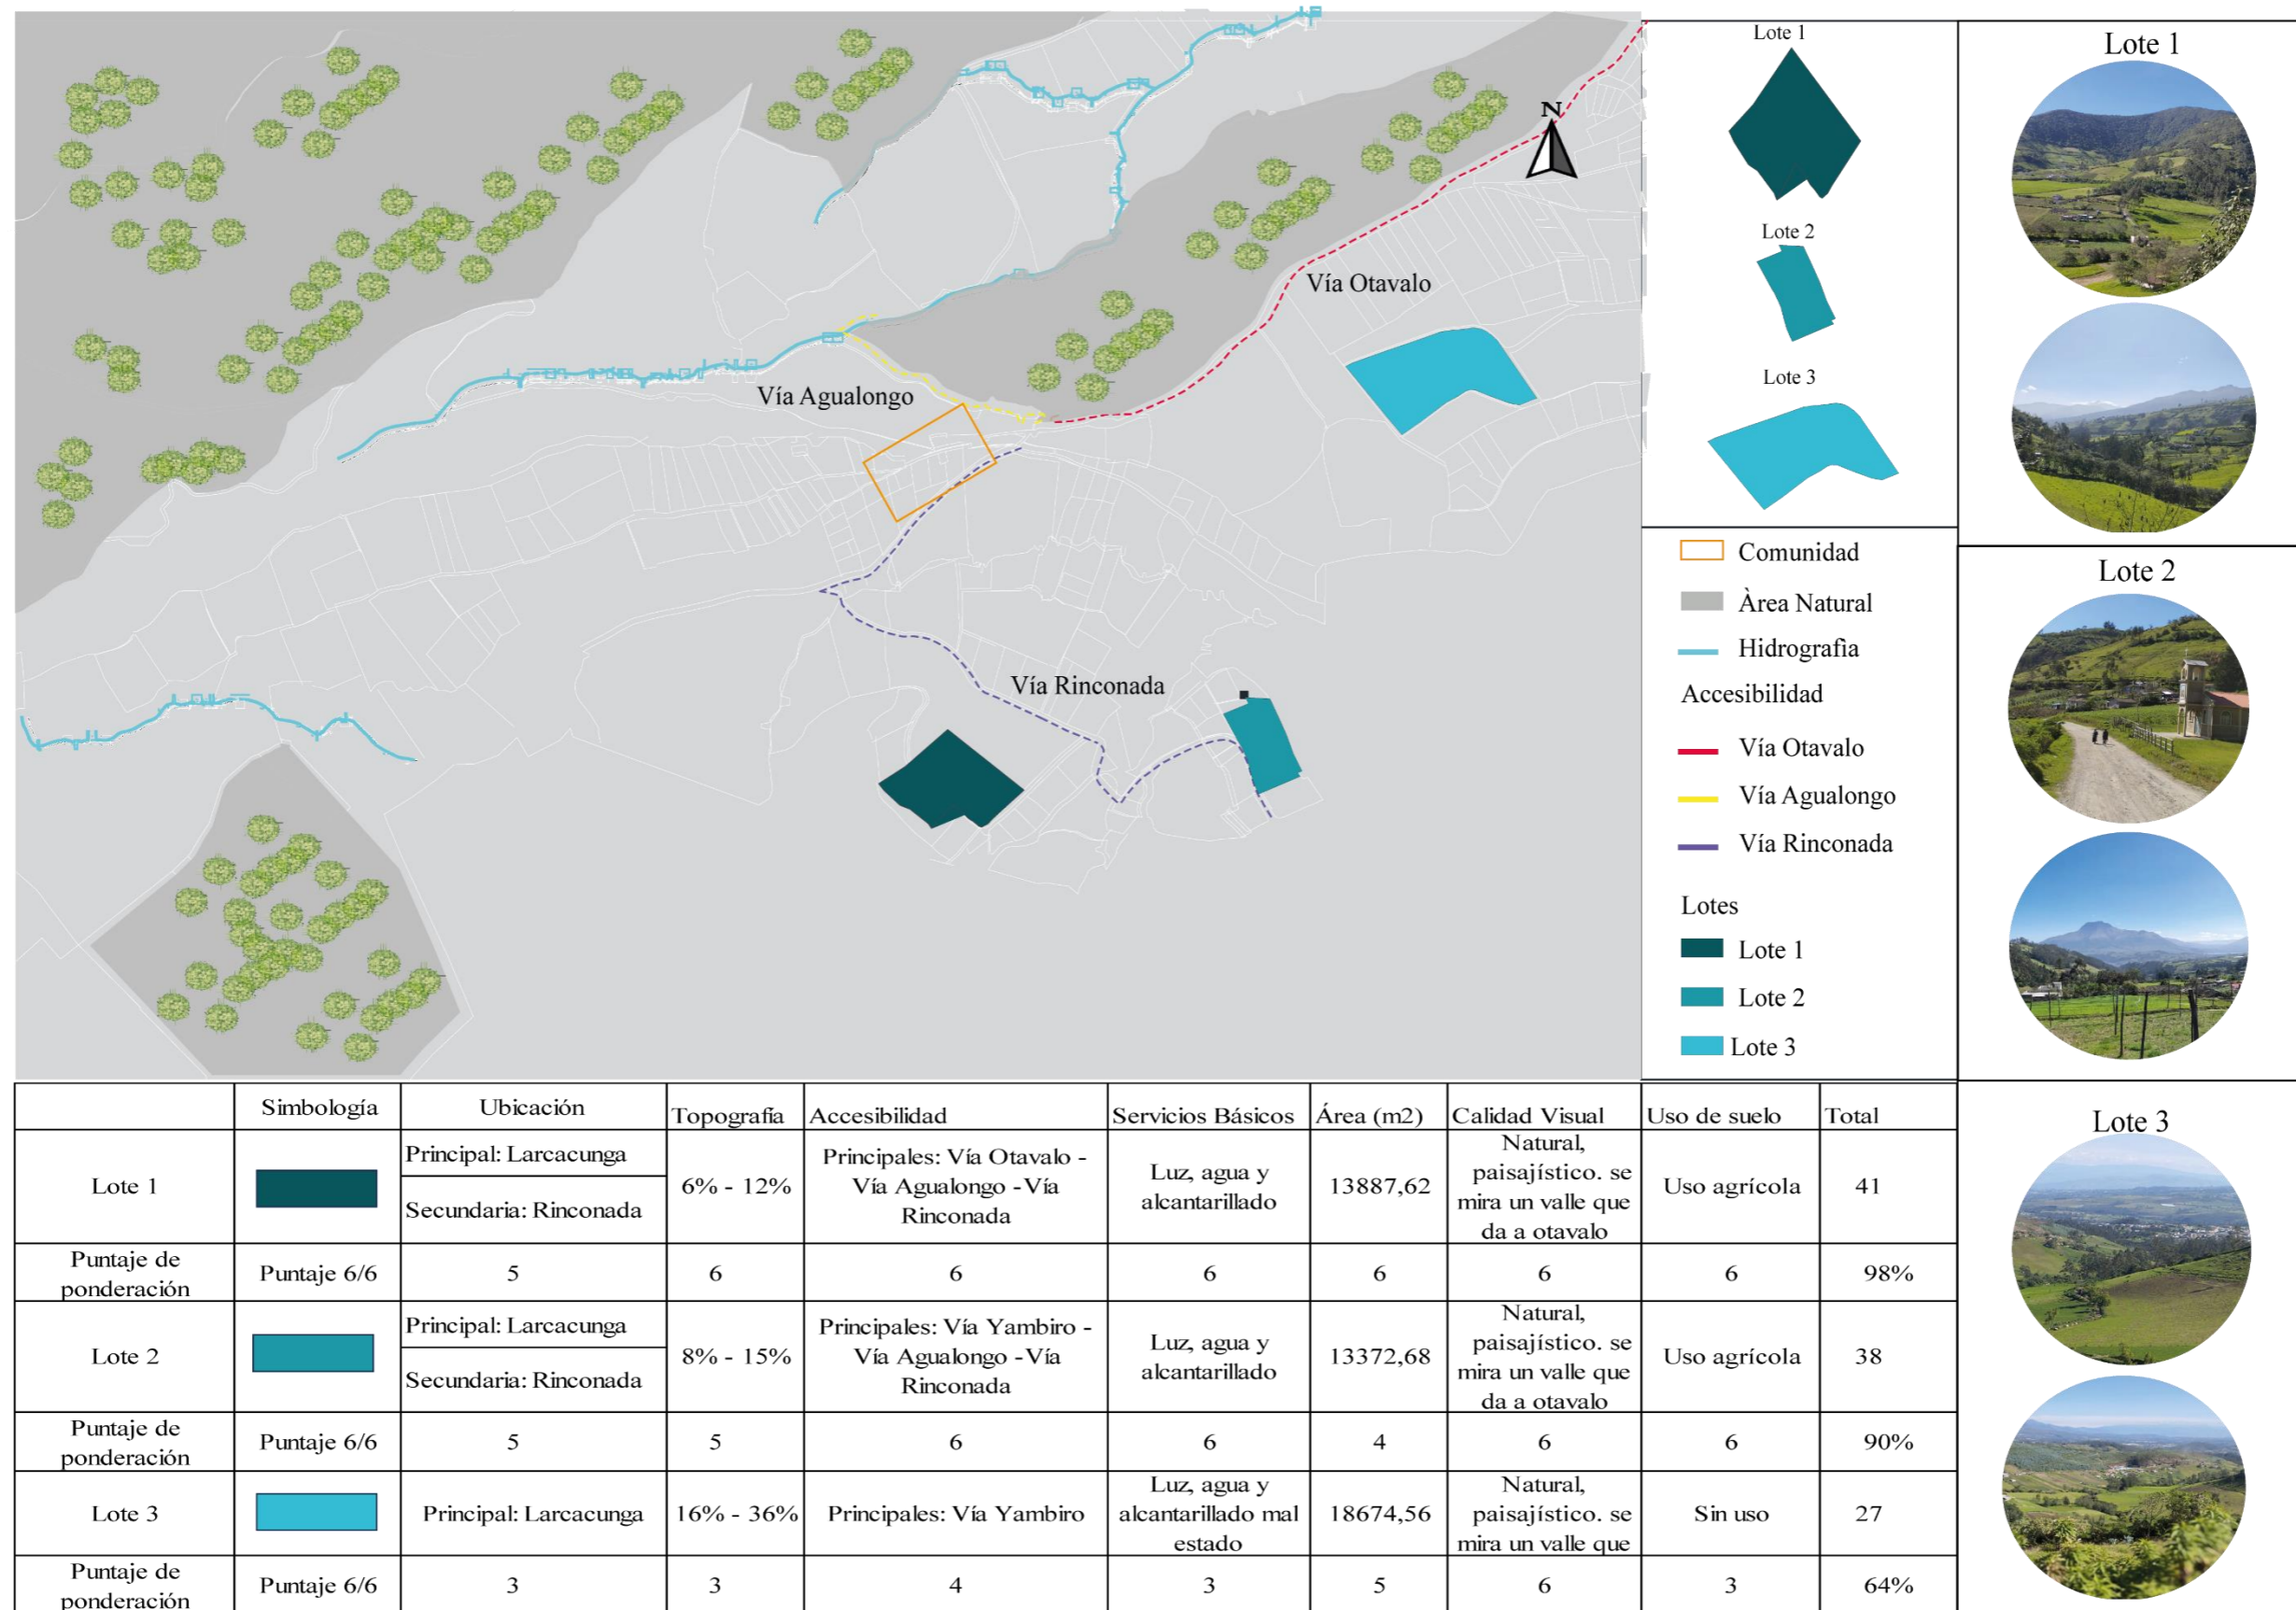 N
Vía Otavalo
Vía Agualongo
Vía Rinconada
Lote 1
Lote 2
Lote 3
Comunidad
Àrea Natural
Hidrografìa
Accesibilidad
Vía Otavalo
Vía Agualongo
Vía Rinconada
Lotes
Lote 1
Lote 2
Lote 3
Lote 1
Lote 2
Lote 3
Simbología Ubicación Topografía Accesibilidad Servicios Básicos Área (m2) Calidad Visual Uso de suelo Total
Lote 1
Principal: Larcacunga
Secundaria: Rinconada
6% - 12%
Principales: Vía Otavalo -
Vía Agualongo -Vía
Rinconada
Luz, agua y
alcantarillado
13887,62
Natural,
paisajístico. se
mira un valle que
da a otavalo
Uso agrícola
41
Puntaje de
ponderación
Puntaje 6/6 5 6 6 6 6 6 6 98%
Lote 2
Principal: Larcacunga
Secundaria: Rinconada
8% - 15%
Principales: Vía Yambiro -
Vía Agualongo -Vía
Rinconada
Luz, agua y
alcantarillado
13372,68
Natural,
paisajístico. se
mira un valle que
da a otavalo
Uso agrícola
38
Puntaje de
ponderación
Puntaje 6/6 5 5 6 6 4 6 6 90%
Lote 3
Principal: Larcacunga
16% - 36%
Principales: Vía Yambiro
Luz, agua y
alcantarillado mal
estado
18674,56
Natural,
paisajístico. se
mira un valle que
Sin uso
27
Puntaje de
ponderación
Puntaje 6/6 3 3 4 3 5 6 3 64%